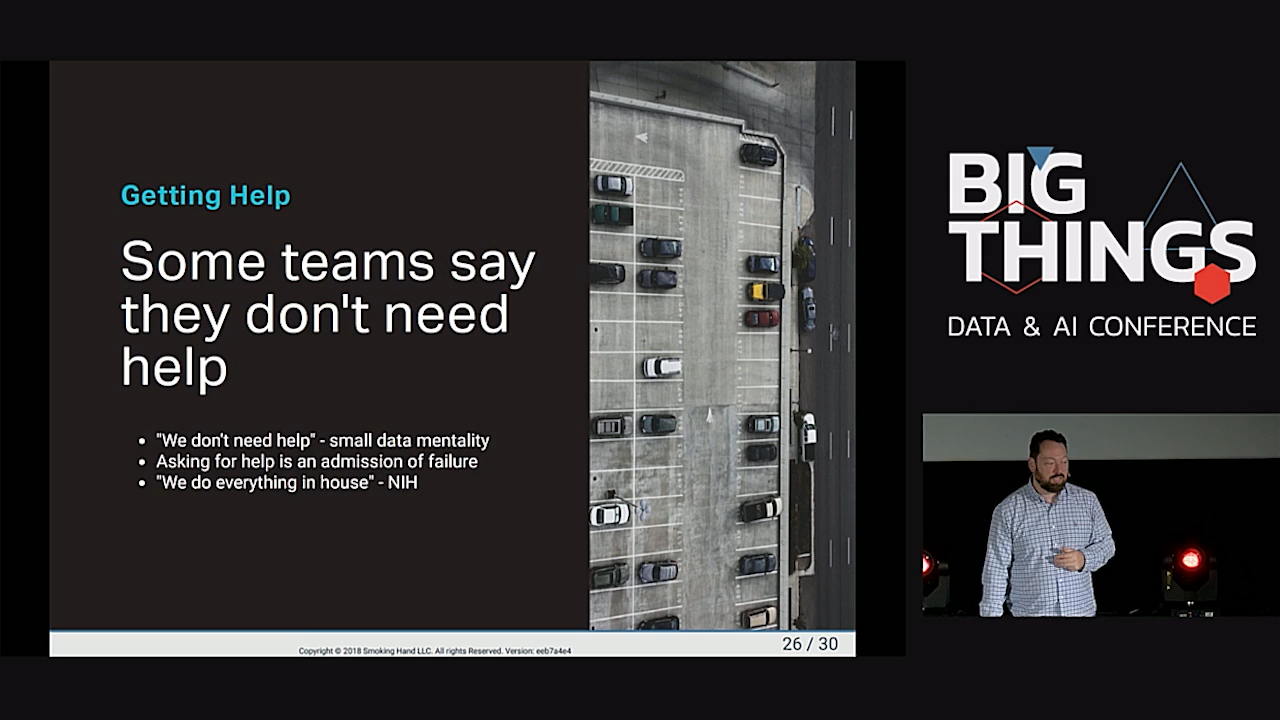 Getting Help
Some teams say
they don't need
help
• "We don't need help" - small data mentality
• Asking for help is an admission of failure
• "We do everything in house" - NIH
Copyright © 2018 Smoking Hand LLC. All rights Reserved. Version: eeb7a4e4
26 / 30
BIG
THINGS
DATA & AI CONFERENCE